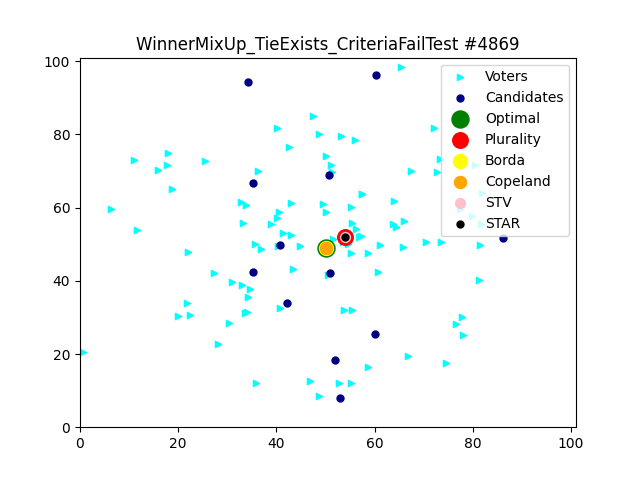 WinnerMixUp_TieExists_CriteriaFailTest #4869
100
80
60
40
20
0
0
20
40
60
80
100
Voters
Candidates
Optimal
Plurality
Borda
Copeland
STV
STAR